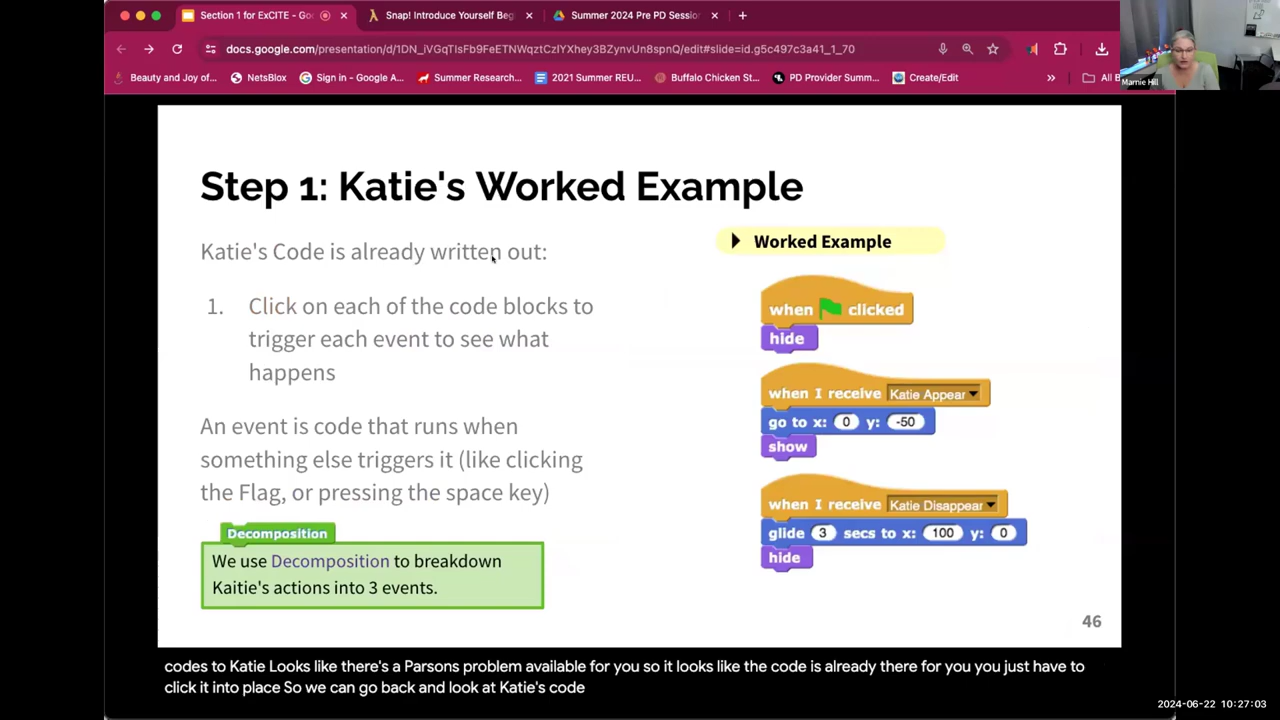 Section 1 for ExCITE - Go
Snap! Introduce Yourself Beg
Summer 2024 Pre PD Sessio
docs.google.com/presentation/d/1DN_iVGqTIsFb9FeETNWqztCzIYXhey3BZynvUn8spnQ/edit#slide=id.g5c497c3a41_1_70
Beauty and Joy of...
NetsBlox
Sign in - Google A...
Summer Research...
2021 Summer REU...
Buffalo Chicken St...
PD Provider Summ...
Create/Edit
All B
Marnie Hill
Step 1: Katie's Worked Example
Katie's Code is already written out:
1. Click on each of the code blocks to
trigger each event to see what
happens
An event is code that runs when
something else triggers it (like clicking
the Flag, or pressing the space key)
Decomposition
We use Decomposition to breakdown
Kaitie's actions into 3 events.
Worked Example
when clicked
hide
when I receive Katie Appear
go to x: 0 y: -50
show
when I receive Katie Disappear
glide 3 secs to x: 100 y: 0
hide
46
codes to Katie Looks like there's a Parsons problem available for you so it looks like the code is already there for you you just have to
click it into place So we can go back and look at Katie's code
2024-06-22 10:27:03